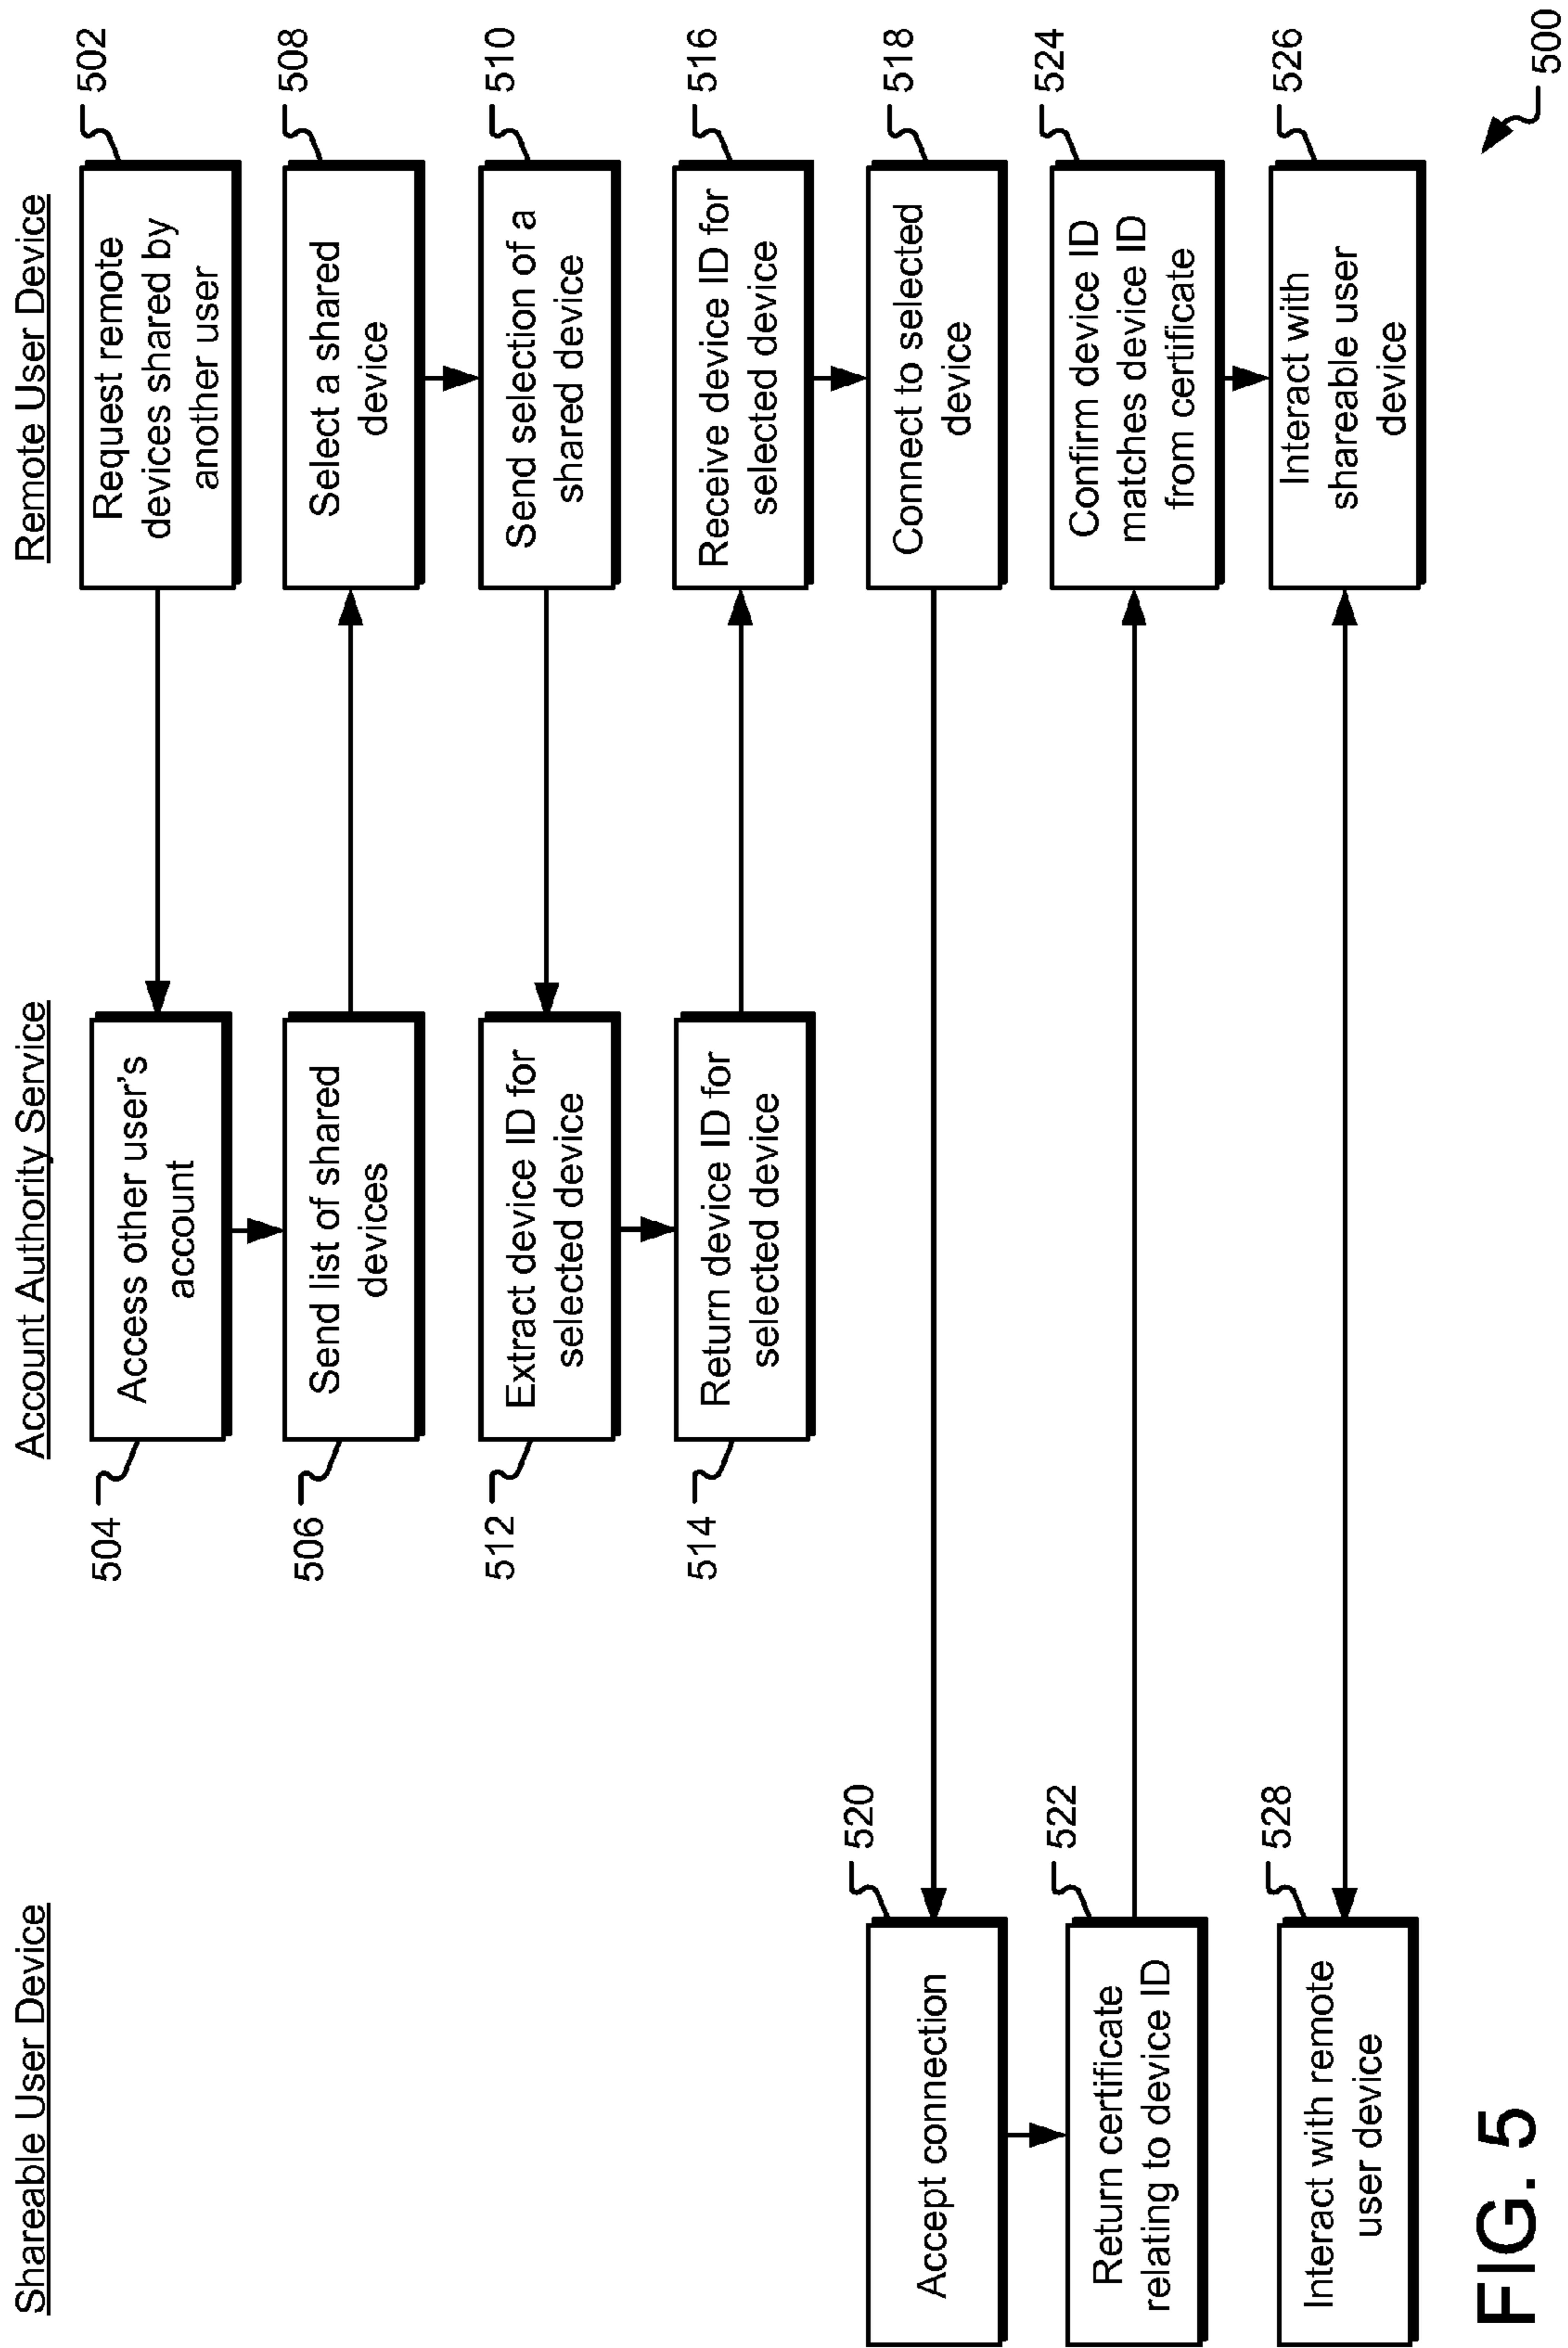 Shareable User Device
Account Authority Service
Remote User Device
Request remote
devices shared by
another user
502
504
Access other user's
account
506
Send list of shared
devices
Select a shared
device
508
Send selection of a
shared device
510
512
Extract device ID for
selected device
514
Return device ID for
selected device
Receive device ID for
selected device
516
Connect to selected
device
518
Accept connection
520
Return certificate
relating to device ID
522
Confirm device ID
matches device ID
from certificate
524
Interact with
shareable user
device
526
Interact with remote
user device
528
FIG. 5
500